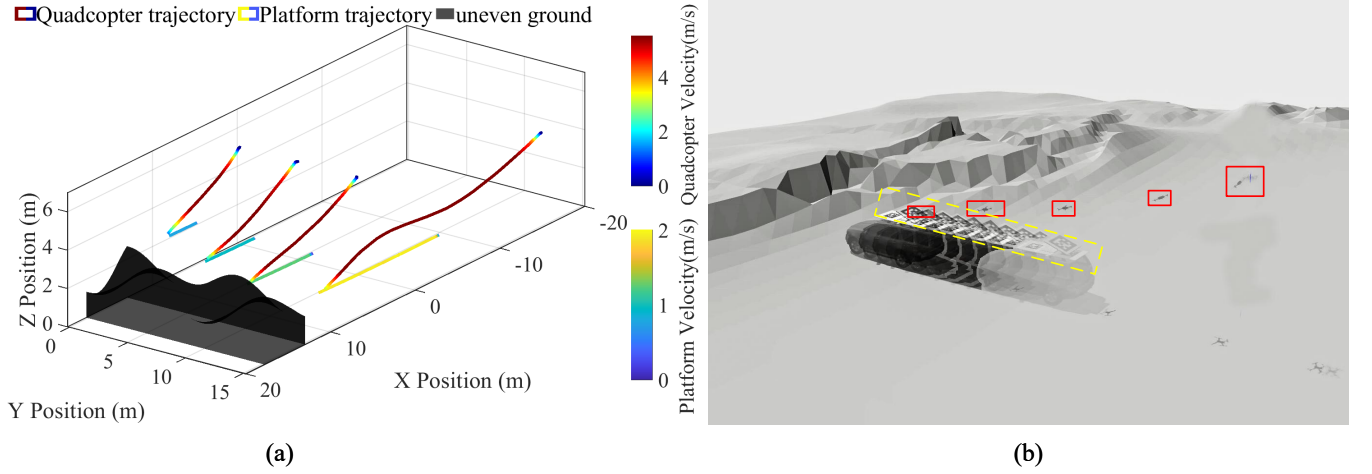 Quadcopter trajectory Platform trajectory uneven ground
Z Position (m)
6
4
2
0
0
5
10
15
Y Position (m)
20
10
0
-10
-20
X Position (m)
4
2
0
Quadcopter Velocity(m/s)
2
1
0
Platform Velocity(m/s)
(a)
(b)